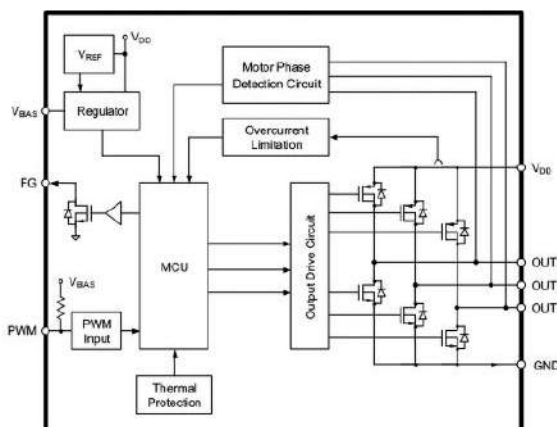 VDD
VREF
VBIAS
Regulator
Motor Phase
Detection Circuit
Overcurrent
Limitation
VDD
FG
MCU
Output Drive Circuit
OUT
OUT
OUT
VBIAS
PWM
PWM
Input
GND
Thermal
Protection